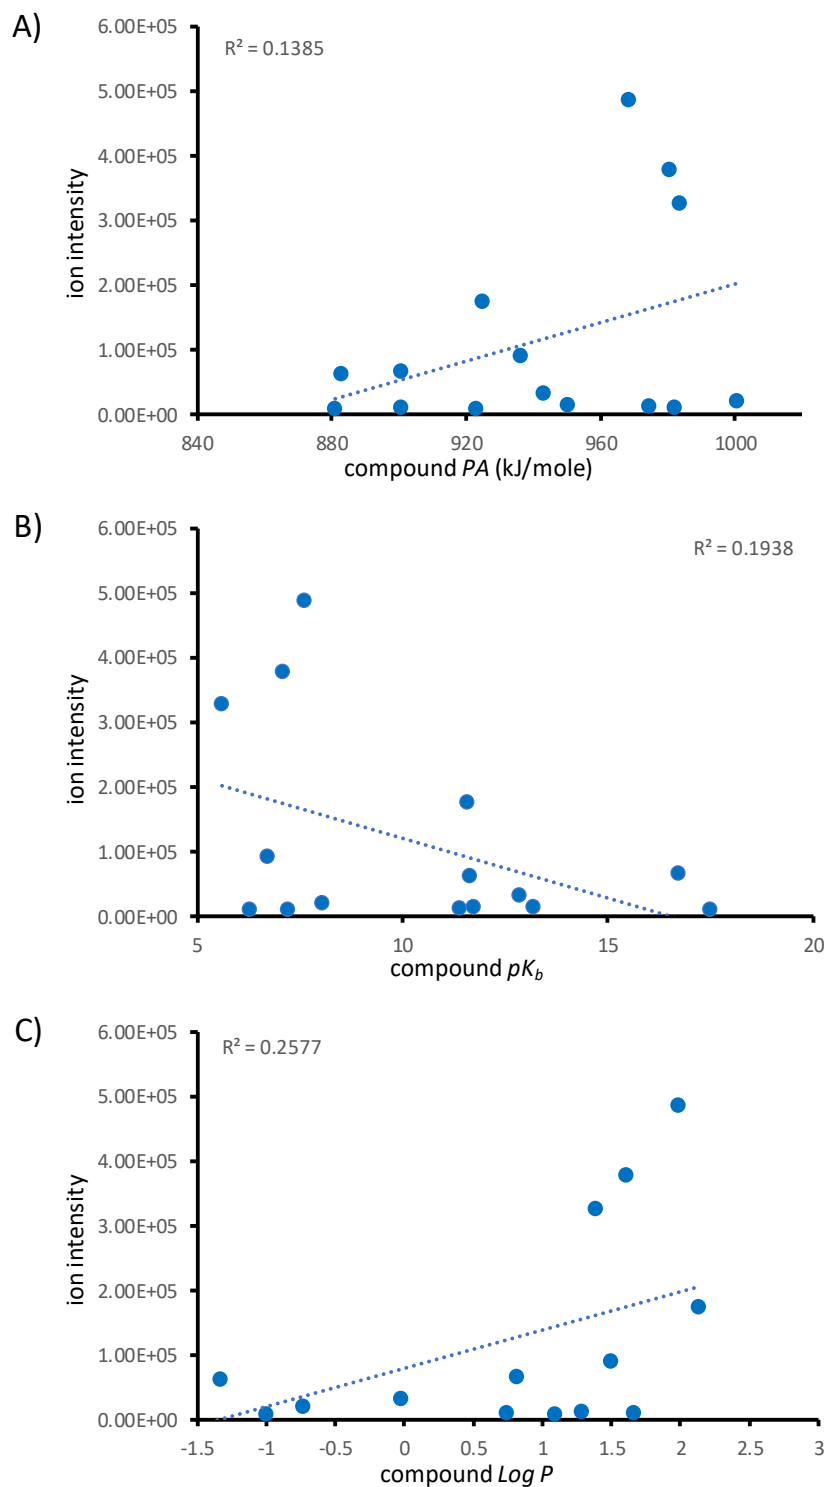 A)
R² = 0.1385
6.00E+05
5.00E+05
4.00E+05
3.00E+05
2.00E+05
1.00E+05
0.00E+00
ion intensity
840 880 920 960 1000
compound PA (kJ/mole)
B)
R² = 0.1938
6.00E+05
5.00E+05
4.00E+05
3.00E+05
2.00E+05
1.00E+05
0.00E+00
ion intensity
5 10 15 20
compound pKb
C)
R² = 0.2577
6.00E+05
5.00E+05
4.00E+05
3.00E+05
2.00E+05
1.00E+05
0.00E+00
ion intensity
-1.5 -1 -0.5 0 0.5 1 1.5 2 2.5 3
compound Log P